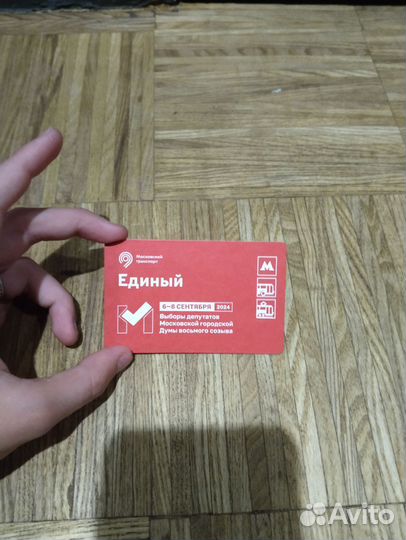 Московский
транспорт
Единый
М
6–8 СЕНТЯБРЯ 2024
Выборы депутатов
Московской городской
Думы восьмого созыва
Avito